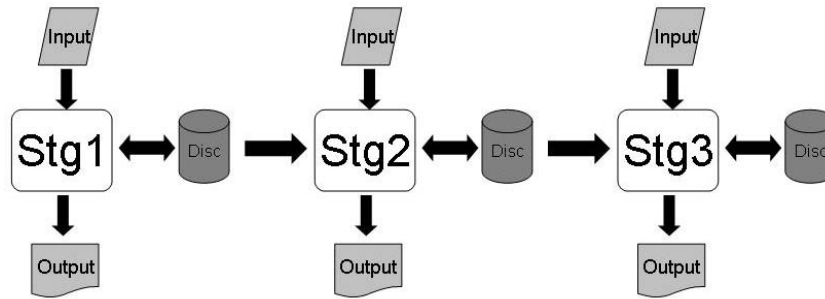 Input
Input
Input
Stg1
Disc
Stg2
Disc
Stg3
Disc
Output
Output
Output